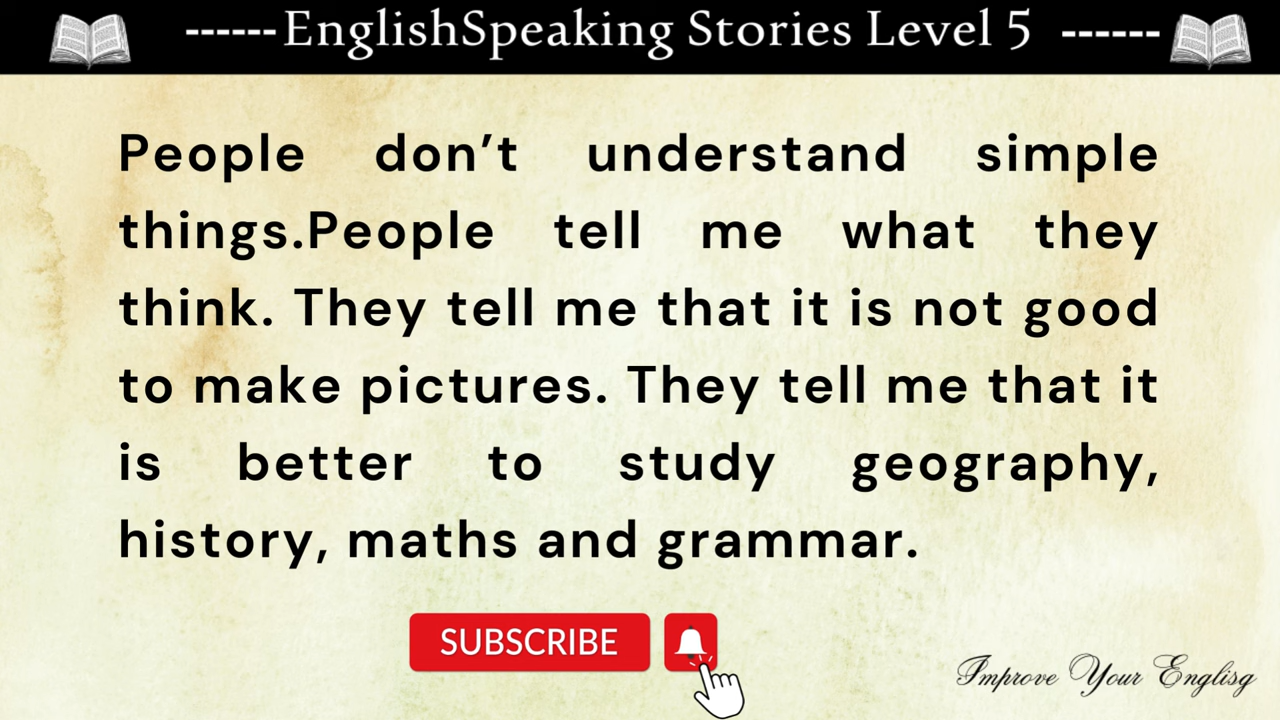 ------EnglishSpeaking Stories Level 5 ------
People don’t understand simple
things.People tell me what they
think. They tell me that it is not good
to make pictures. They tell me that it
is better to study geography,
history, maths and grammar.
SUBSCRIBE
Improve Your Englisg